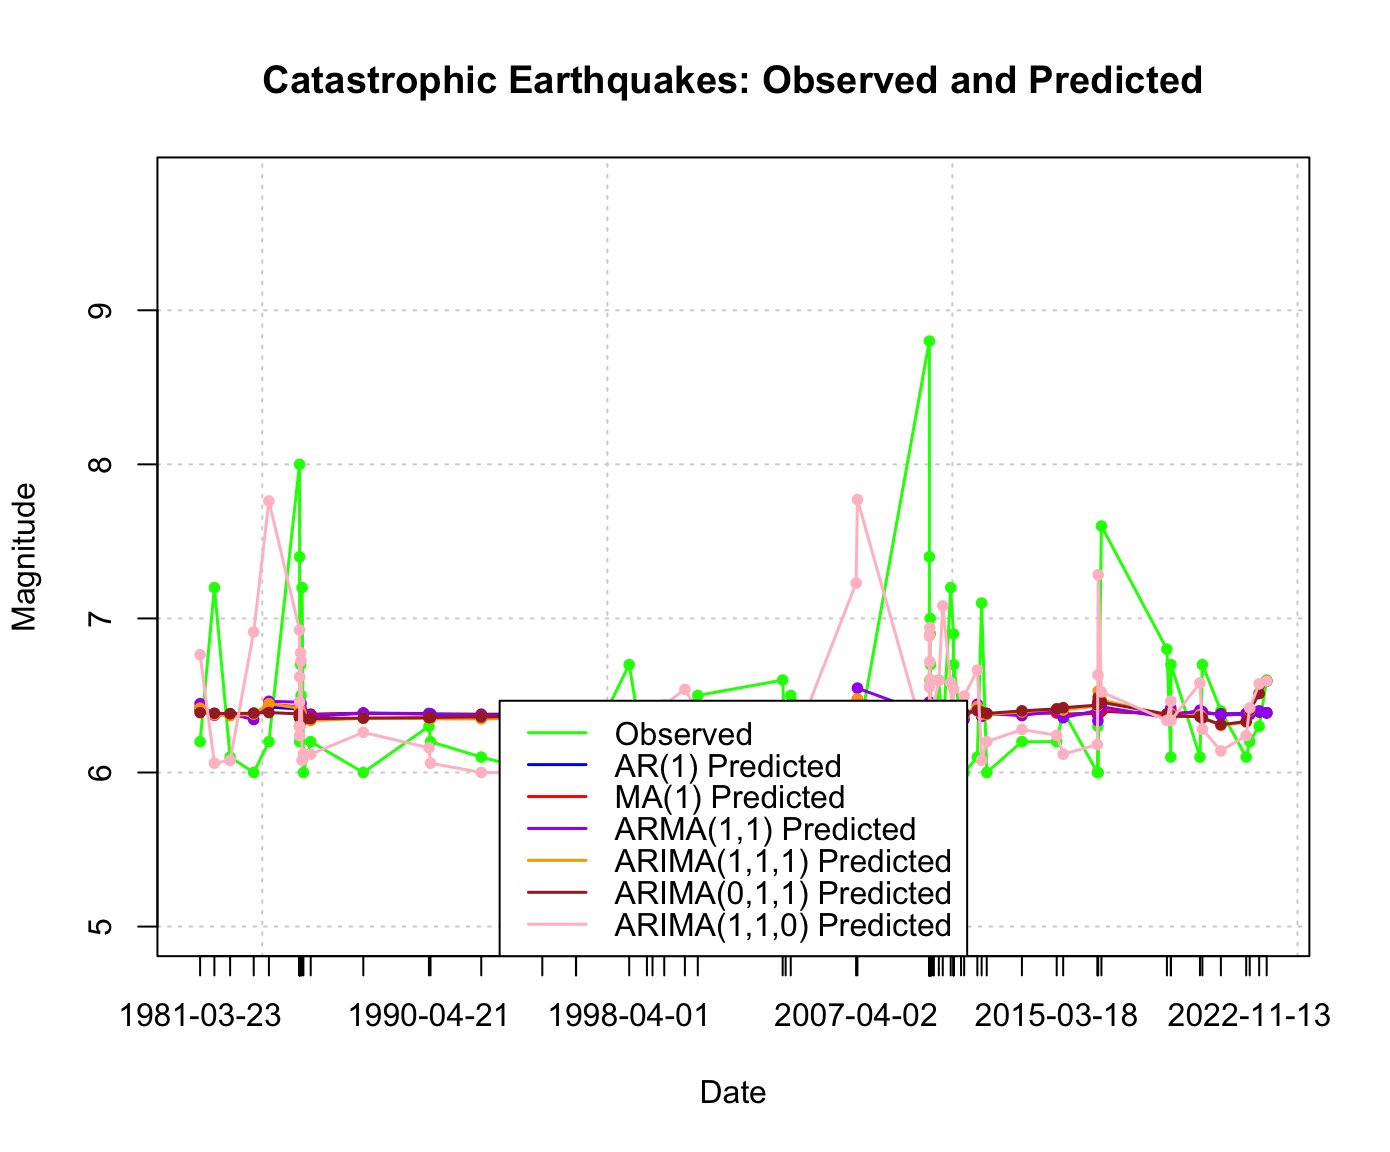 Catastrophic Earthquakes: Observed and Predicted
Magnitude
9
8
7
6
5
Observed
AR(1) Predicted
MA(1) Predicted
ARMA(1,1) Predicted
ARIMA(1,1,1) Predicted
ARIMA(0,1,1) Predicted
ARIMA(1,1,0) Predicted
1981-03-23 1990-04-21 1998-04-01 2007-04-02 2015-03-18 2022-11-13
Date